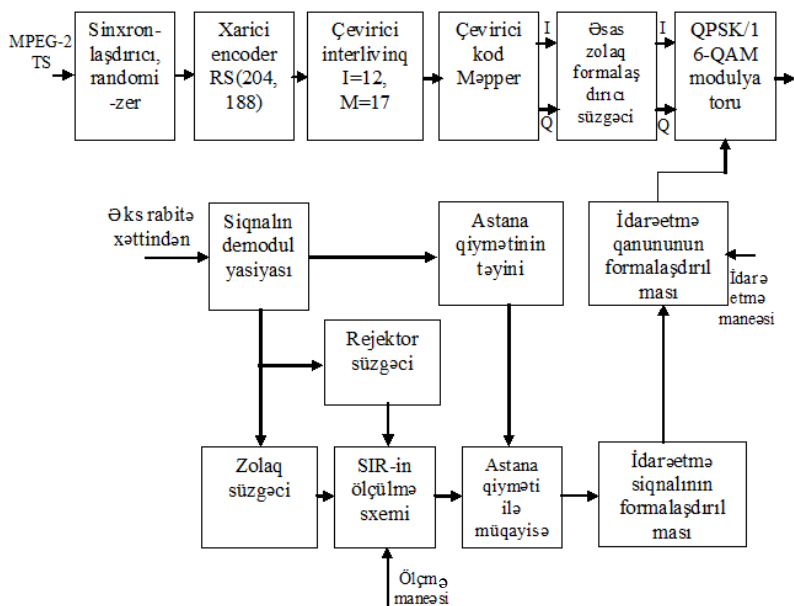 MPEG-2
TS
Sinxron-
laşdırıcı,
randomi
-zer
Xarici
encoder
RS(204,
188)
Çevirici
interlivinq
I=12,
M=17
Çevirici
kod
Məpper
I
Q
Əsas
zolaq
formalaş
dırıcı
süzgəci
I
Q
QPSK/1
6-QAM
modulya
toru
Əks rabitə
xəttindən
Siqnalın
demodul
yasiyası
Astana
qiymətinin
təyini
İdarəetmə
qanununun
formalaşdırıl
ması
İdarə
etmə
maneəsi
Rejektor
süzgəci
Zolaq
süzgəci
SIR-in
ölçülmə
sxemi
Astana
qiyməti
ilə
müqayisə
İdarəetmə
siqnalının
formalaşdırıl
ması
Ölçmə
maneəsi